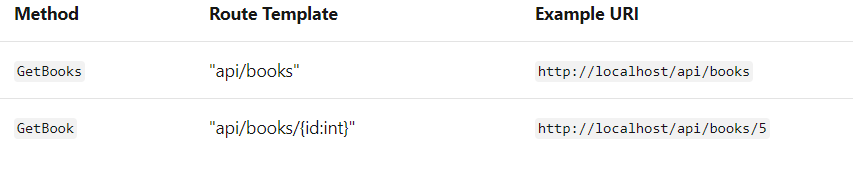 Method Route Template Example URI
GetBooks "api/books" http://localhost/api/books
GetBook "api/books/{id:int}" http://localhost/api/books/5